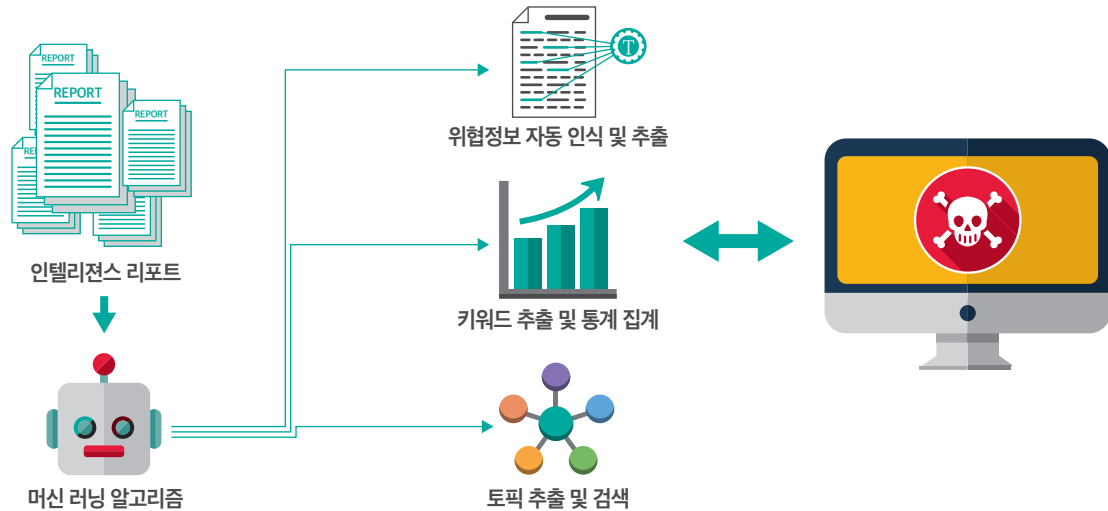 REPORT
REPORT
REPORT
인텔리젼스 리포트
머신 러닝 알고리즘
T
위협정보 자동 인식 및 추출
키워드 추출 및 통계 집계
토픽 추출 및 검색